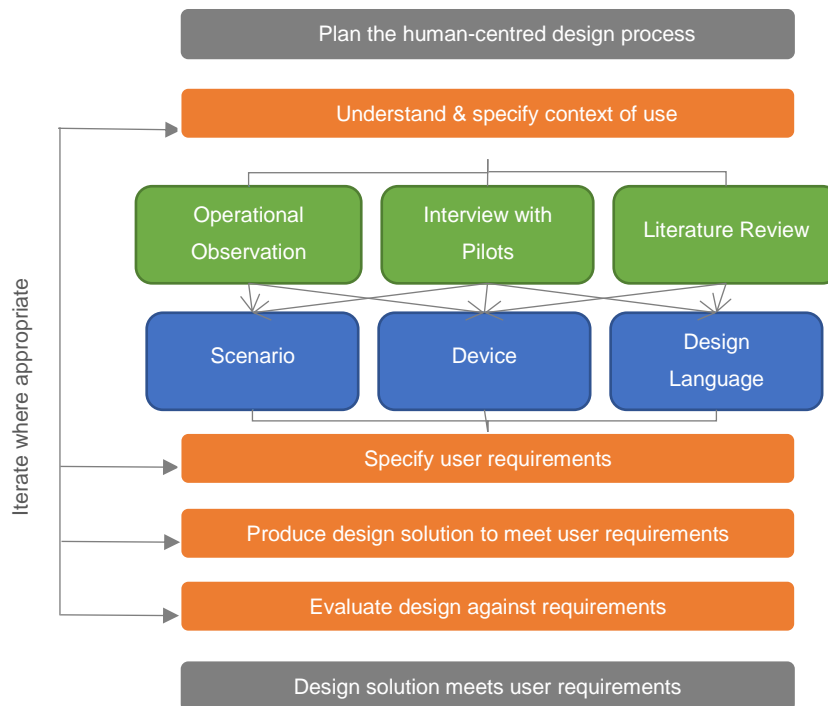 Plan the human-centred design process
Understand & specify context of use
Operational
Observation
Interview with
Pilots
Literature Review
Scenario
Device
Design
Language
Iterate where appropriate
Specify user requirements
Produce design solution to meet user requirements
Evaluate design against requirements
Design solution meets user requirements